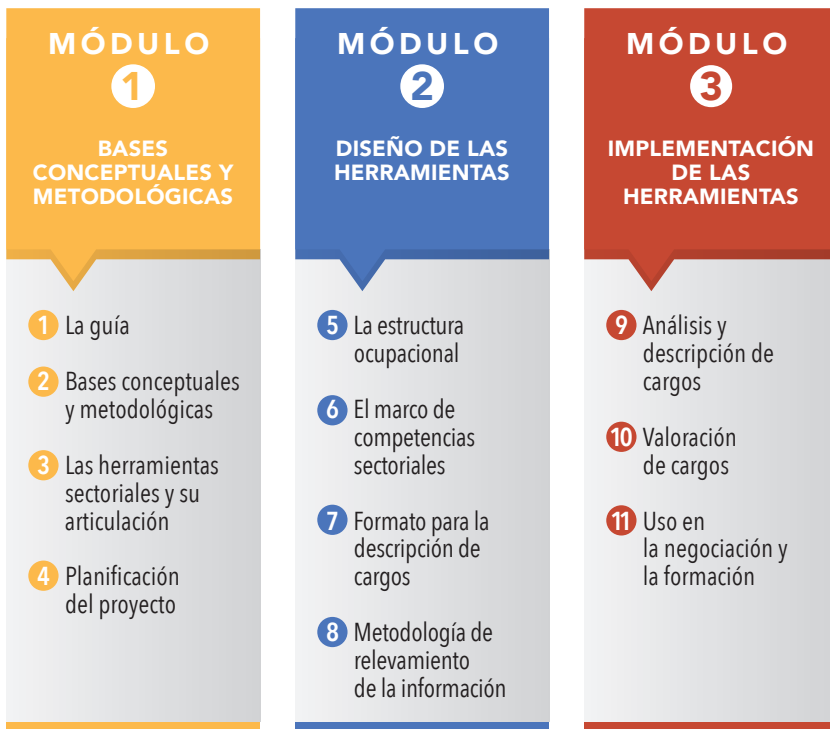 MÓDULO
1
BASES
CONCEPTUALES Y
METODOLÓGICAS
1 La guía
2 Bases conceptuales
y metodológicas
3 Las herramientas
sectoriales y su
articulación
4 Planificación
del proyecto
MÓDULO
2
DISEÑO DE LAS
HERRAMIENTAS
5 La estructura
ocupacional
6 El marco de
competencias
sectoriales
7 Formato para la
descripción de
cargos
8 Metodología de
relevamiento
de la información
MÓDULO
3
IMPLEMENTACIÓN
DE LAS
HERRAMIENTAS
9 Análisis y
descripción de
cargos
10 Valoración
de cargos
11 Uso en
la negociación y
la formación